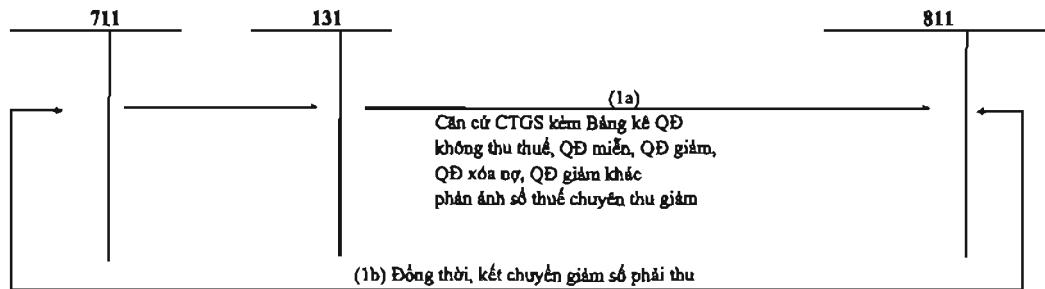 711 131 811
(1a)
Căn cứ CTGS kèm Bảng kê QĐ
không thu thuế, QĐ miễn, QĐ giảm,
QĐ xóa nợ, QĐ giảm khác
phản ánh số thuế chuyên thu giảm
(1b) Đồng thời, kết chuyển giảm số phải thu